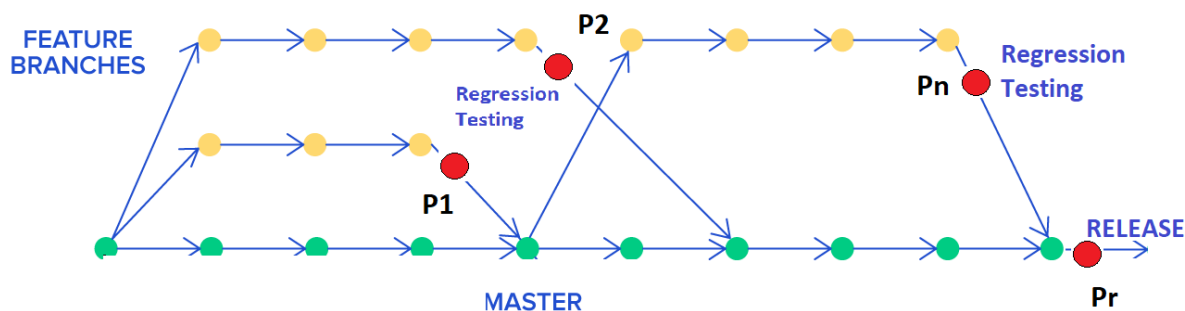 P2
FEATURE
BRANCHES
Regression
Testing
Pn
Regression
Testing
P1
RELEASE
Pr
MASTER